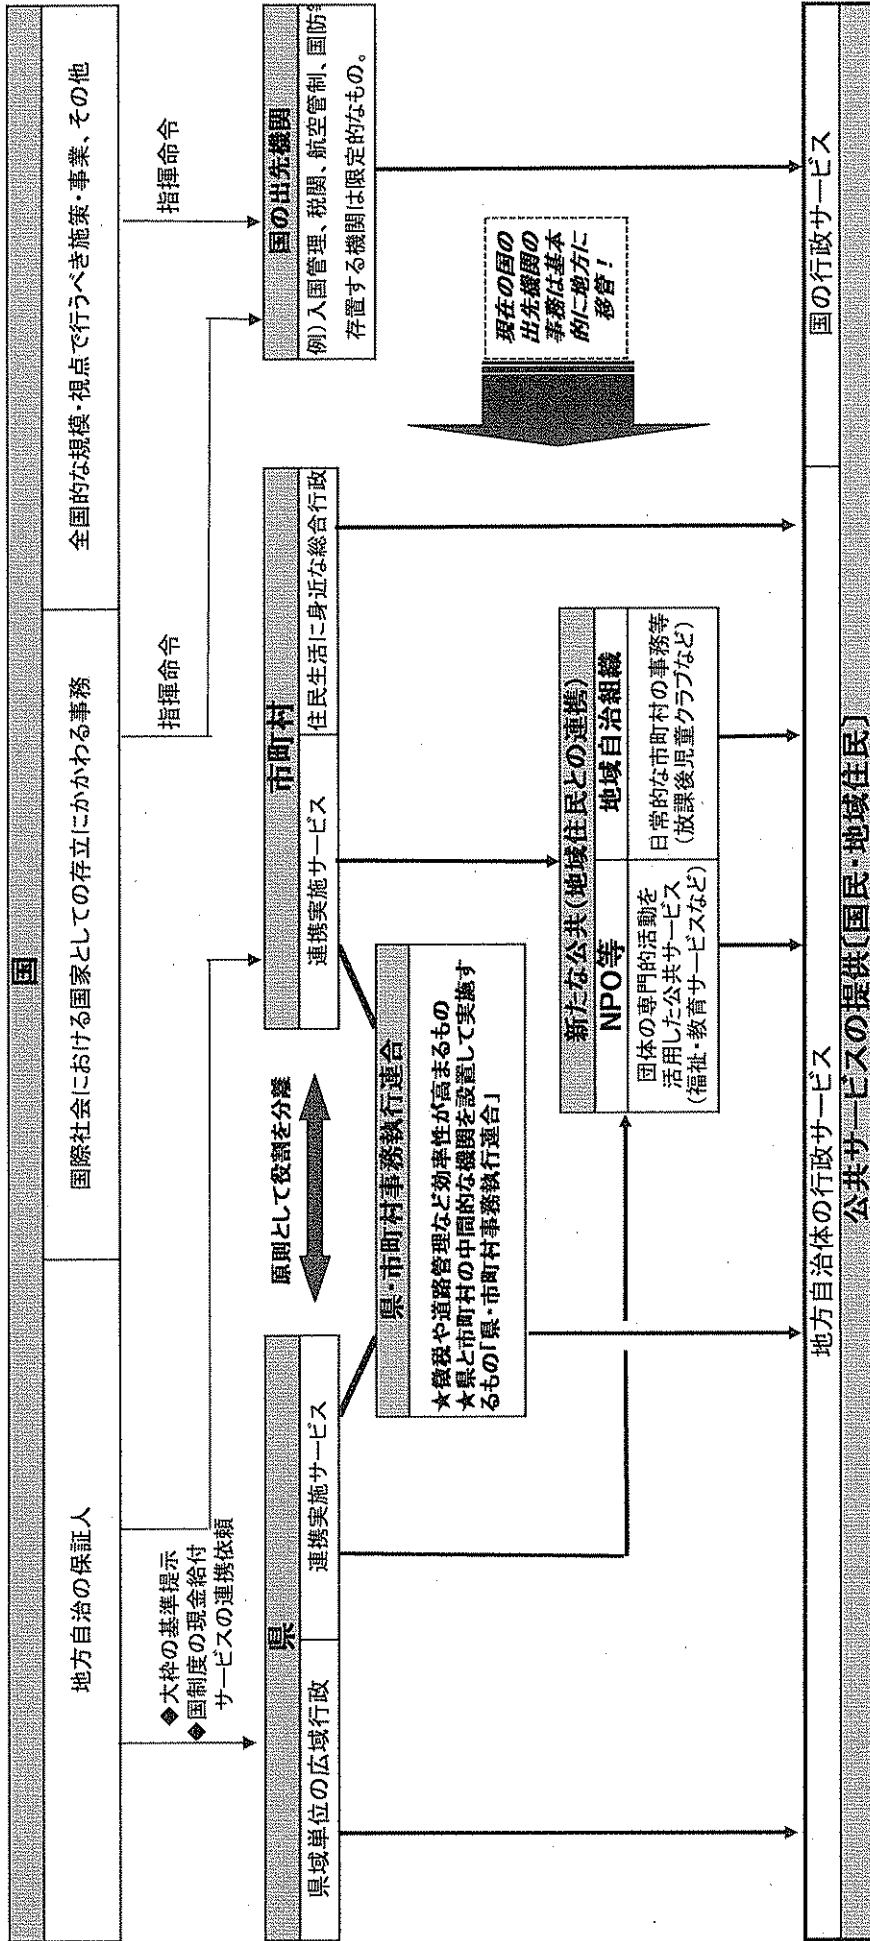 国
地方自治の保証人
国際社会における国家としての存立にかかわる事務
全国的な規模・視点で行うべき施策・事業、その他
◆大枠の基準提示
◆国制度の現金給付
サービスの連携依頼
指揮命令
指揮命令
県
県域単位の広域行政
連携実施サービス
原則として役割を分離
市町村
連携実施サービス
住民生活に身近な総合行政
国の出先機関
例)入国管理、税関、航空管制、国防等
存置する機関は限定的なもの。
県・市町村事務執行連合
★徴税や道路管理など効率性が高まるもの
★県と市町村の中間的な機関を設置して実施す
るもの「県・市町村事務執行連合」
現在の国の
出先機関の
事務は基本
的に地方に
移管！
新たな公共(地域住民との連携)
NPO等
地域自治組織
団体の専門的活動を
活用した公共サービス
(福祉・教育サービスなど)
日常的な市町村の事務等
(放課後児童クラブなど)
地方自治体の行政サービス
国の行政サービス
公共サービスの提供〔国民・地域住民〕